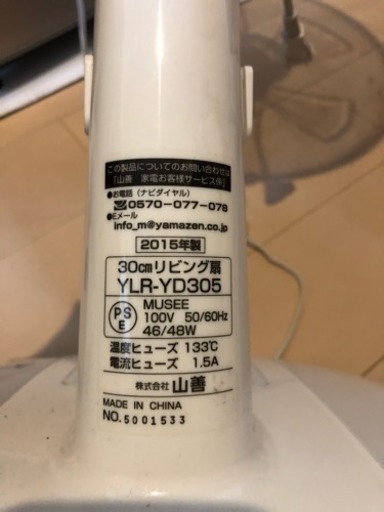 この製品についてのお問い合わせは
「山善 家電お客様サービス係」
●お電話（ナビダイヤル）
0570-077-078
●Eメール
info_m@yamazen.co.jp
2015年製
30cmリビング扇
YLR-YD305
PS
E
MUSEE
100V 50/60Hz
46/48W
温度ヒューズ 133℃
電流ヒューズ 1.5A
株式会社 山善
MADE IN CHINA
NO.5001533